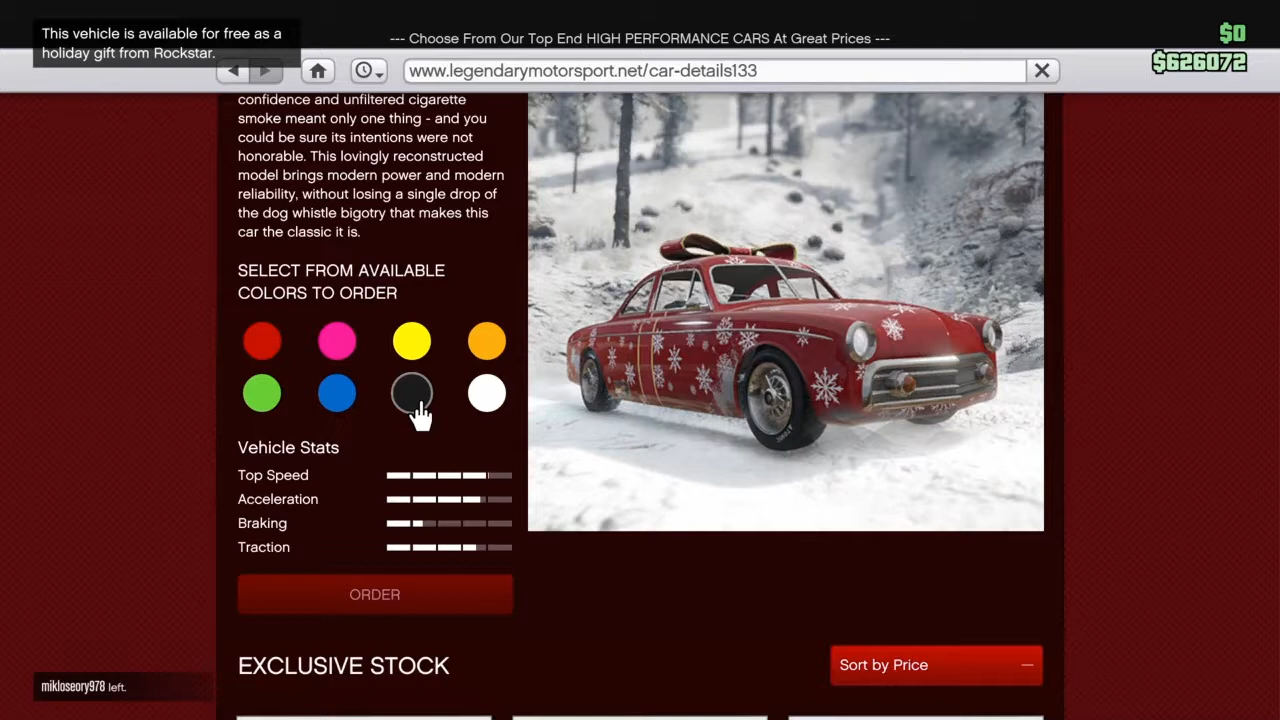 This vehicle is available for free as a
holiday gift from Rockstar.
--- Choose From Our Top End HIGH PERFORMANCE CARS At Great Prices ---
$0
$626072
www.legendarymotorsport.net/car-details133
confidence and unfiltered cigarette
smoke meant only one thing - and you
could be sure its intentions were not
honorable. This lovingly reconstructed
model brings modern power and modern
reliability, without losing a single drop of
the dog whistle bigotry that makes this
car the classic it is.
SELECT FROM AVAILABLE
COLORS TO ORDER
Vehicle Stats
Top Speed
Acceleration
Braking
Traction
ORDER
EXCLUSIVE STOCK
Sort by Price
mikloseory978 left.